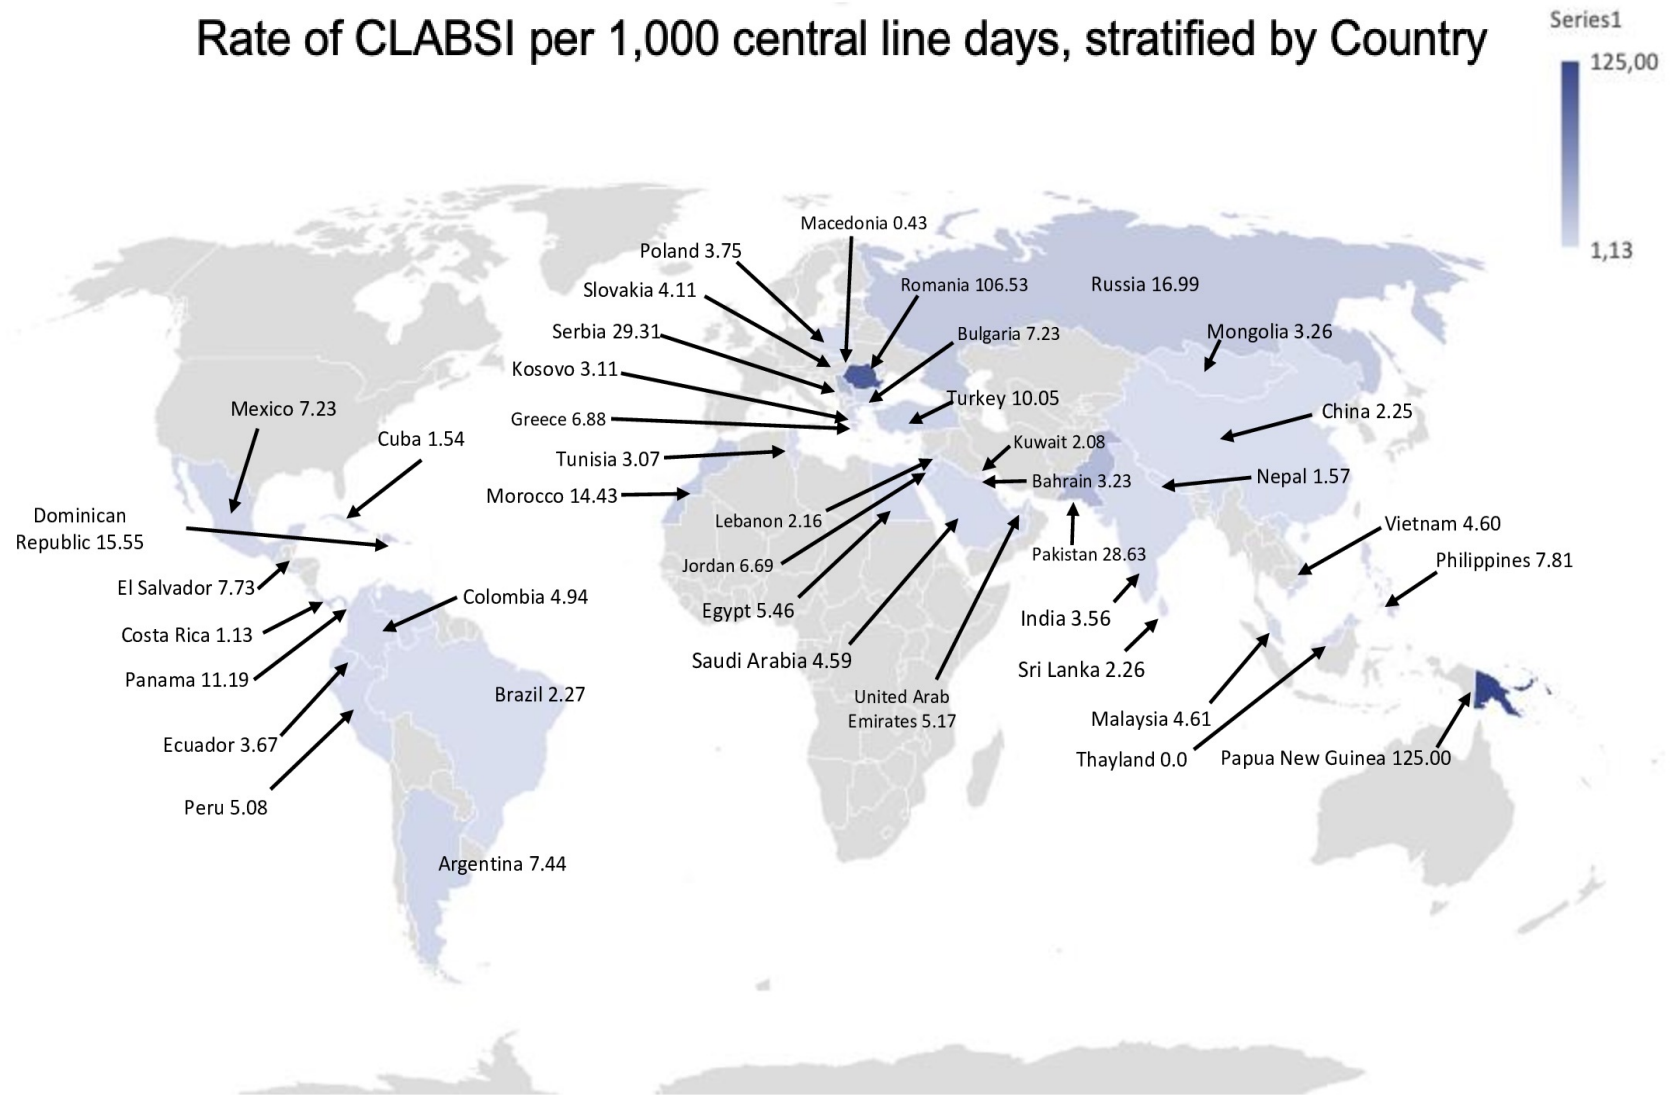 Rate of CLABSI per 1,000 central line days, stratified by Country
Series1
125,00
1,13
Macedonia 0.43
Poland 3.75
Slovakia 4.11
Romania 106.53
Russia 16.99
Serbia 29.31
Bulgaria 7.23
Mongolia 3.26
Kosovo 3.11
Mexico 7.23
Turkey 10.05
China 2.25
Greece 6.88
Cuba 1.54
Kuwait 2.08
Tunisia 3.07
Nepal 1.57
Bahrain 3.23
Morocco 14.43
Dominican
Republic 15.55
Lebanon 2.16
Vietnam 4.60
Pakistan 28.63
Philippines 7.81
Jordan 6.69
El Salvador 7.73
Colombia 4.94
Egypt 5.46
India 3.56
Costa Rica 1.13
Saudi Arabia 4.59
Sri Lanka 2.26
Panama 11.19
Brazil 2.27
United Arab
Emirates 5.17
Malaysia 4.61
Ecuador 3.67
Thayland 0.0
Papua New Guinea 125.00
Peru 5.08
Argentina 7.44